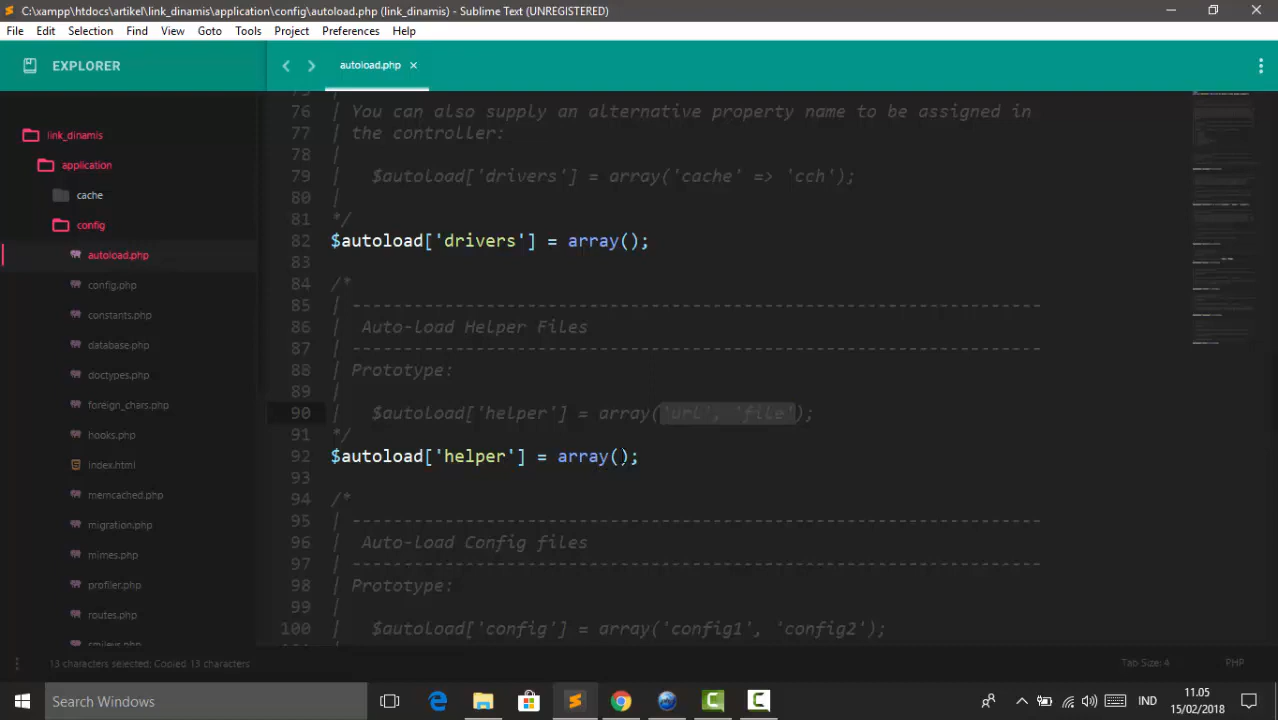 C:\xampp\htdocs\artikel\link_dinamis\application\config\autoload.php (link_dinamis) - Sublime Text (UNREGISTERED)
File Edit Selection Find View Goto Tools Project Preferences Help
EXPLORER
autoload.php ×
link_dinamis
application
cache
config
autoload.php
config.php
constants.php
database.php
doctypes.php
foreign_chars.php
hooks.php
index.html
memcached.php
migration.php
mimes.php
profiler.php
routes.php
smileys.php
75 |
76 | You can also supply an alternative property name to be assigned in
77 | the controller:
78 |
79 | $autoload['drivers'] = array('cache' => 'cch');
80 |
81 */
82 $autoload['drivers'] = array();
83
84 /*
85 | -------------------------------------------------------------------
86 | Auto-load Helper Files
87 | -------------------------------------------------------------------
88 | Prototype:
89 |
90 | $autoload['helper'] = array('url', 'file');
91 */
92 $autoload['helper'] = array();
93
94 /*
95 | -------------------------------------------------------------------
96 | Auto-load Config files
97 | -------------------------------------------------------------------
98 | Prototype:
99 |
100 | $autoload['config'] = array('config1', 'config2');
13 characters selected: Copied 13 characters
Tab Size: 4
PHP
Search Windows
IND
11.05
15/02/2018